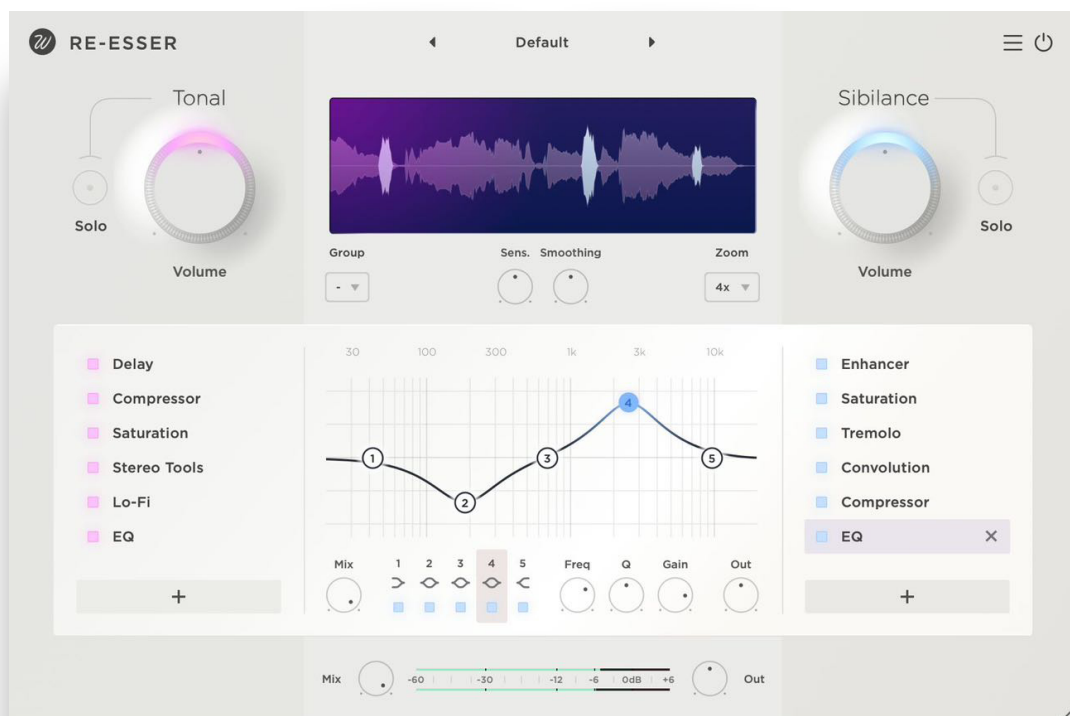 RE-ESSER
Default
Tonal
Sibilance
Solo
Volume
Solo
Volume
Group
Sens.
Smoothing
Zoom
-
4x
Delay
Compressor
Saturation
Stereo Tools
Lo-Fi
EQ
+
30 100 300 1k 3k 10k
1
2
3
4
5
Mix
1 2 3 4 5
Freq
Q
Gain
Out
Enhancer
Saturation
Tremolo
Convolution
Compressor
EQ
+
Mix
-60 -30 -12 -6 0dB +6
Out